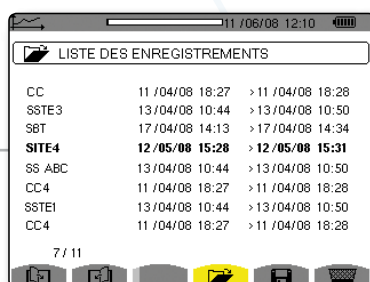 11 /06/08 12:10
LISTE DES ENREGISTREMENTS
CC 11 /04/08 18:27 >11 /04/08 18:28
SSTE3 13/04/08 10:44 >13/04/08 10:50
SBT 17/04/08 14:13 >17/04/08 14:34
SITE4 12/05/08 15:28 >12/05/08 15:31
SS ABC 13/04/08 10:44 >13/04/08 10:50
CC4 11 /04/08 18:27 >11 /04/08 18:28
SSTE1 13/04/08 10:44 >13/04/08 10:50
CC4 11 /04/08 18:27 >11 /04/08 18:28
7/ 11